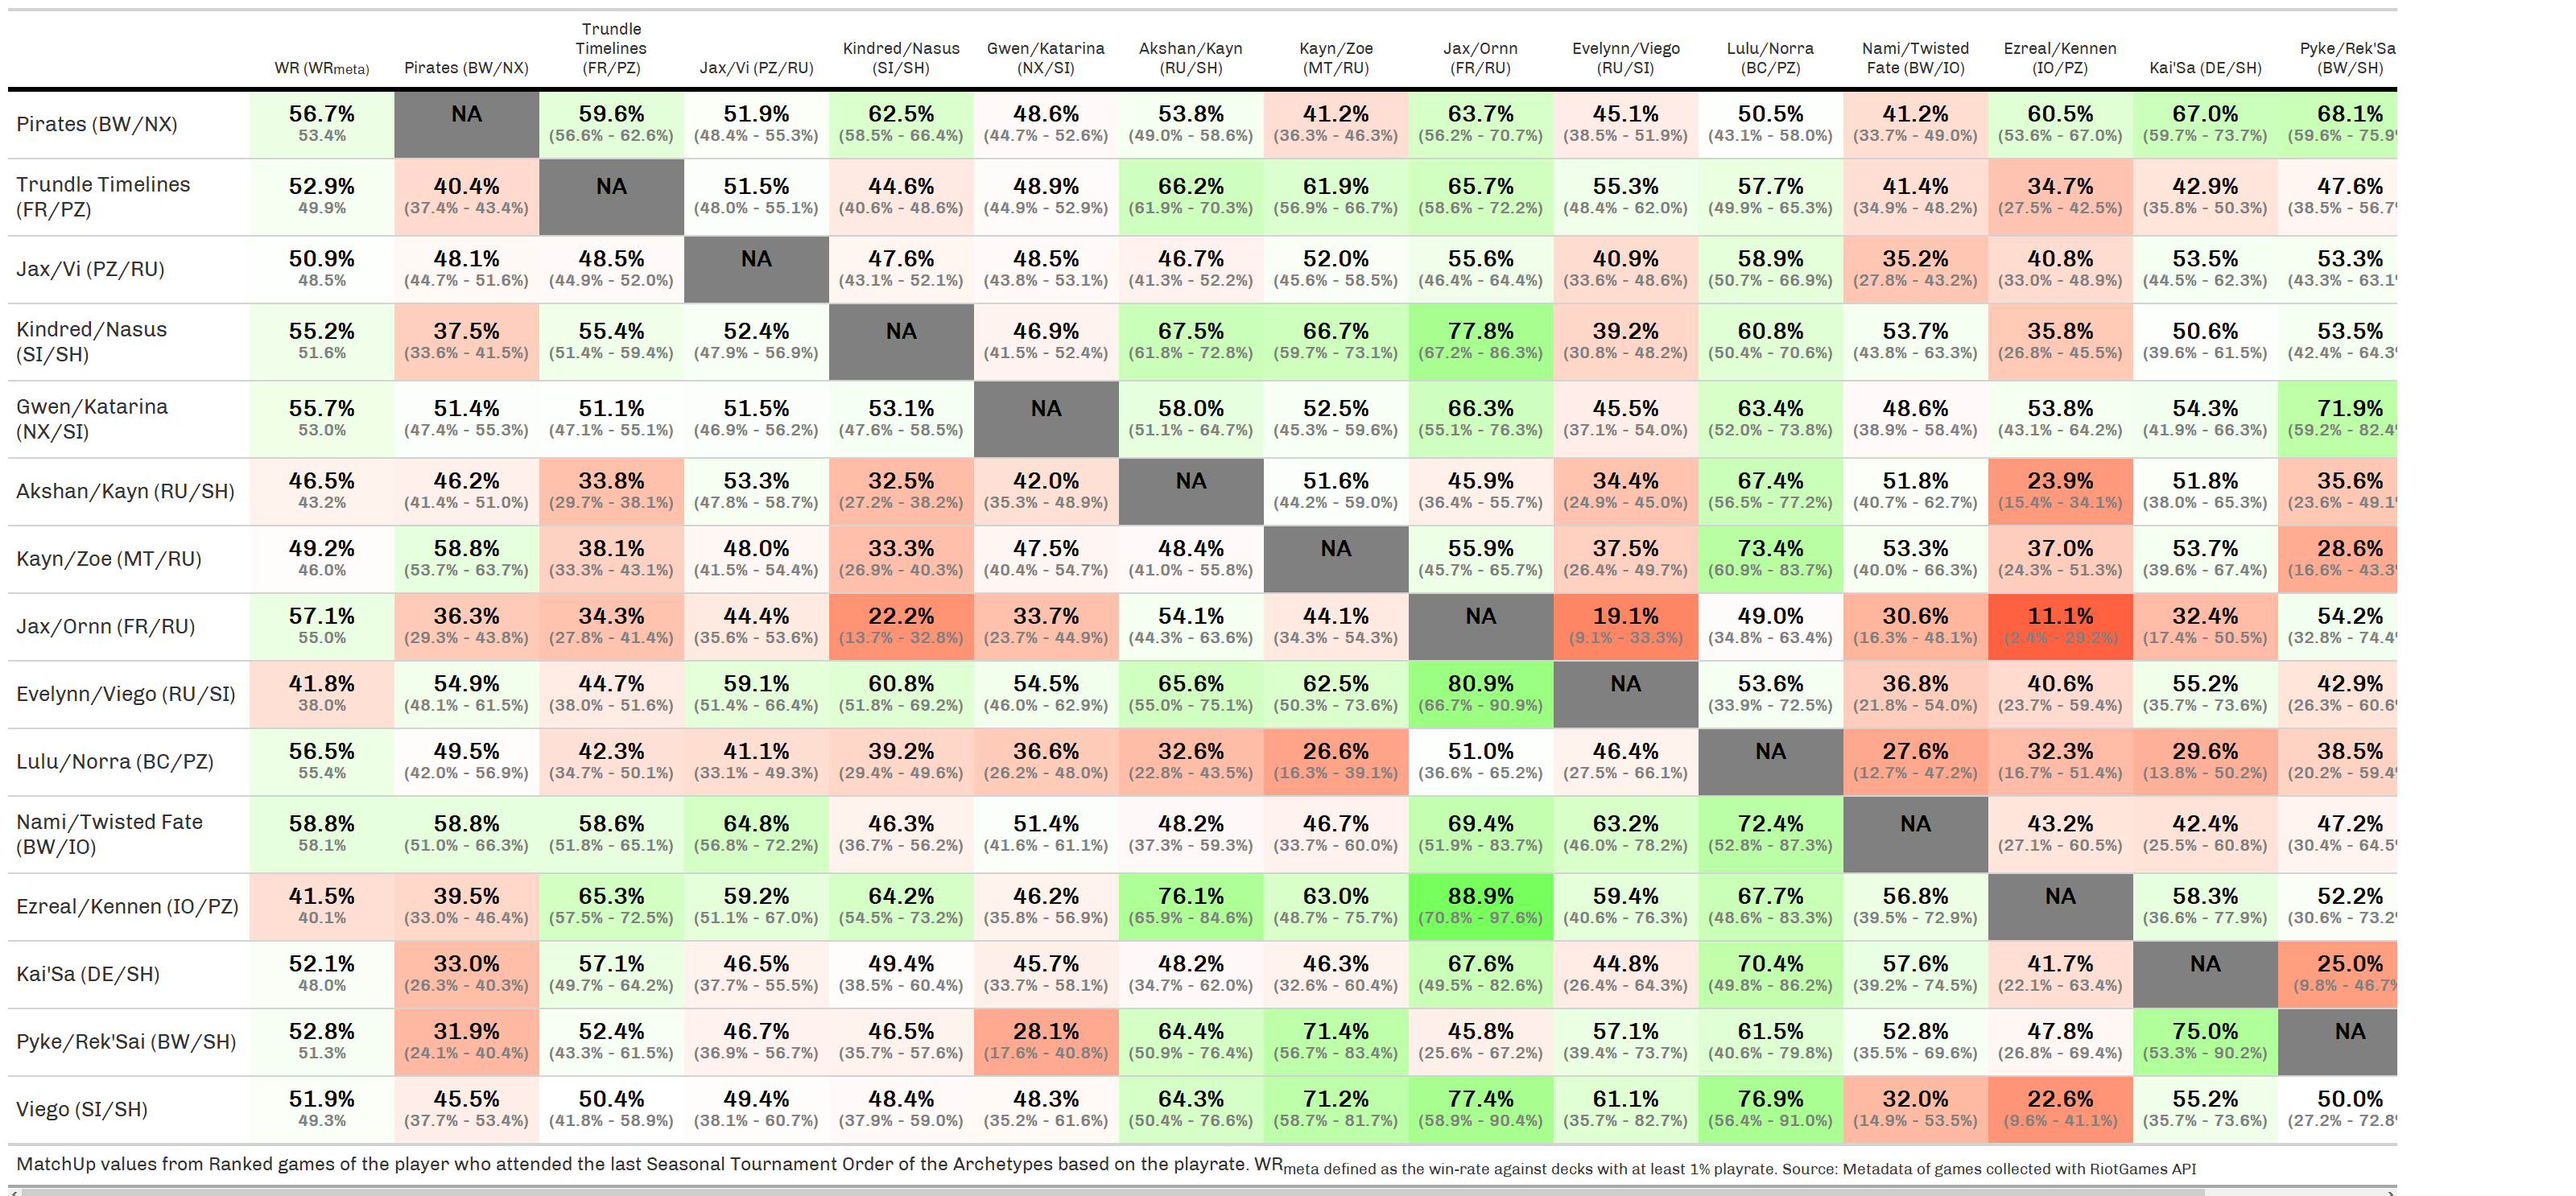 WR (WRmeta) Pirates (BW/NX) Trundle Timelines (FR/PZ) Jax/Vi (PZ/RU) Kindred/Nasus (SI/SH) Gwen/Katarina (NX/SI) Akshan/Kayn (RU/SH) Kayn/Zoe (MT/RU) Jax/Ornn (FR/RU) Evelynn/Viego (RU/SI) Lulu/Norra (BC/PZ) Nami/Twisted Fate (BW/IO) Ezreal/Kennen (IO/PZ) Kai'Sa (DE/SH) Pyke/Rek'Sa (BW/SH)
Pirates (BW/NX) 56.7% NA 59.6% 51.9% 62.5% 48.6% 53.8% 41.2% 63.7% 45.1% 50.5% 41.2% 60.5% 67.0% 68.1%
53.4% (56.6% - 62.6%) (48.4% - 55.3%) (58.5% - 66.4%) (44.7% - 52.6%) (49.0% - 58.6%) (36.3% - 46.3%) (56.2% - 70.7%) (38.5% - 51.9%) (43.1% - 58.0%) (33.7% - 49.0%) (53.6% - 67.0%) (59.7% - 73.7%) (59.6% - 75.9%
Trundle Timelines (FR/PZ) 52.9% 40.4% NA 51.5% 44.6% 48.9% 66.2% 61.9% 65.7% 55.3% 57.7% 41.4% 34.7% 42.9% 47.6%
49.9% (37.4% - 43.4%) (48.0% - 55.1%) (40.6% - 48.6%) (44.9% - 52.9%) (61.9% - 70.3%) (56.9% - 66.7%) (58.6% - 72.2%) (48.4% - 62.0%) (49.9% - 65.3%) (34.9% - 48.2%) (27.5% - 42.5%) (35.8% - 50.3%) (38.5% - 56.7%
Jax/Vi (PZ/RU) 50.9% 48.1% 48.5% NA 47.6% 48.5% 46.7% 52.0% 55.6% 40.9% 58.9% 35.2% 40.8% 53.5% 53.3%
48.5% (44.7% - 51.6%) (44.9% - 52.0%) (43.1% - 52.1%) (43.8% - 53.1%) (41.3% - 52.2%) (45.6% - 58.5%) (46.4% - 64.4%) (33.6% - 48.6%) (50.7% - 66.9%) (27.8% - 43.2%) (33.0% - 48.9%) (44.5% - 62.3%) (43.3% - 63.1%
Kindred/Nasus (SI/SH) 55.2% 37.5% 55.4% 52.4% NA 46.9% 67.5% 66.7% 77.8% 39.2% 60.8% 53.7% 35.8% 50.6% 53.5%
51.6% (33.6% - 41.5%) (51.4% - 59.4%) (47.9% - 56.9%) (41.5% - 52.4%) (61.8% - 72.8%) (59.7% - 73.1%) (67.2% - 86.3%) (30.8% - 48.2%) (50.4% - 70.6%) (43.8% - 63.3%) (26.8% - 45.5%) (39.6% - 61.5%) (42.4% - 64.3%
Gwen/Katarina (NX/SI) 55.7% 51.4% 51.1% 51.5% 53.1% NA 58.0% 52.5% 66.3% 45.5% 63.4% 48.6% 53.8% 54.3% 71.9%
53.0% (47.4% - 55.3%) (47.1% - 55.1%) (46.9% - 56.2%) (47.6% - 58.5%) (51.1% - 64.7%) (45.3% - 59.6%) (55.1% - 76.3%) (37.1% - 54.0%) (52.0% - 73.8%) (38.9% - 58.4%) (43.1% - 64.2%) (41.9% - 66.3%) (59.2% - 82.4%
Akshan/Kayn (RU/SH) 46.5% 46.2% 33.8% 53.3% 32.5% 42.0% NA 51.6% 45.9% 34.4% 67.4% 51.8% 23.9% 51.8% 35.6%
43.2% (41.4% - 51.0%) (29.7% - 38.1%) (47.8% - 58.7%) (27.2% - 38.2%) (35.3% - 48.9%) (44.2% - 59.0%) (36.4% - 55.7%) (24.9% - 45.0%) (56.5% - 77.2%) (40.7% - 62.7%) (15.4% - 34.1%) (38.0% - 65.3%) (23.6% - 49.1%
Kayn/Zoe (MT/RU) 49.2% 58.8% 38.1% 48.0% 33.3% 47.5% 48.4% NA 55.9% 37.5% 73.4% 53.3% 37.0% 53.7% 28.6%
46.0% (53.7% - 63.7%) (33.3% - 43.1%) (41.5% - 54.4%) (26.9% - 40.3%) (40.4% - 54.7%) (41.0% - 55.8%) (45.7% - 65.7%) (26.4% - 49.7%) (60.9% - 83.7%) (40.0% - 66.3%) (24.3% - 51.3%) (39.6% - 67.4%) (16.6% - 43.3%
Jax/Ornn (FR/RU) 57.1% 36.3% 34.3% 44.4% 22.2% 33.7% 54.1% 44.1% NA 19.1% 49.0% 30.6% 11.1% 32.4% 54.2%
55.0% (29.3% - 43.8%) (27.8% - 41.4%) (35.6% - 53.6%) (13.7% - 32.8%) (23.7% - 44.9%) (44.3% - 63.6%) (34.3% - 54.3%) (9.1% - 33.3%) (34.8% - 63.4%) (16.3% - 48.1%) (2.4% - 29.2%) (17.4% - 50.5%) (32.8% - 74.4%
Evelynn/Viego (RU/SI) 41.8% 54.9% 44.7% 59.1% 60.8% 54.5% 65.6% 62.5% 80.9% NA 53.6% 36.8% 40.6% 55.2% 42.9%
38.0% (48.1% - 61.5%) (38.0% - 51.6%) (51.4% - 66.4%) (51.8% - 69.2%) (46.0% - 62.9%) (55.0% - 75.1%) (50.3% - 73.6%) (66.7% - 90.9%) (33.9% - 72.5%) (21.8% - 54.0%) (23.7% - 59.4%) (35.7% - 73.6%) (26.3% - 60.6%
Lulu/Norra (BC/PZ) 56.5% 49.5% 42.3% 41.1% 39.2% 36.6% 32.6% 26.6% 51.0% 46.4% NA 27.6% 32.3% 29.6% 38.5%
55.4% (42.0% - 56.9%) (34.7% - 50.1%) (33.1% - 49.3%) (29.4% - 49.6%) (26.2% - 48.0%) (22.8% - 43.5%) (16.3% - 39.1%) (36.6% - 65.2%) (27.5% - 66.1%) (12.7% - 47.2%) (16.7% - 51.4%) (13.8% - 50.2%) (20.2% - 59.4%
Nami/Twisted Fate (BW/IO) 58.8% 58.8% 58.6% 64.8% 46.3% 51.4% 48.2% 46.7% 69.4% 63.2% 72.4% NA 43.2% 42.4% 47.2%
58.1% (51.0% - 66.3%) (51.8% - 65.1%) (56.8% - 72.2%) (36.7% - 56.2%) (41.6% - 61.1%) (37.3% - 59.3%) (33.7% - 60.0%) (51.9% - 83.7%) (46.0% - 78.2%) (52.8% - 87.3%) (27.1% - 60.5%) (25.5% - 60.8%) (30.4% - 64.5%
Ezreal/Kennen (IO/PZ) 41.5% 39.5% 65.3% 59.2% 64.2% 46.2% 76.1% 63.0% 88.9% 59.4% 67.7% 56.8% NA 58.3% 52.2%
40.1% (33.0% - 46.4%) (57.5% - 72.5%) (51.1% - 67.0%) (54.5% - 73.2%) (35.8% - 56.9%) (65.9% - 84.6%) (48.7% - 75.7%) (70.8% - 97.6%) (40.6% - 76.3%) (48.6% - 83.3%) (39.5% - 72.9%) (36.6% - 77.9%) (30.6% - 73.2%
Kai'Sa (DE/SH) 52.1% 33.0% 57.1% 46.5% 49.4% 45.7% 48.2% 46.3% 67.6% 44.8% 70.4% 57.6% 41.7% NA 25.0%
48.0% (26.3% - 40.3%) (49.7% - 64.2%) (37.7% - 55.5%) (38.5% - 60.4%) (33.7% - 58.1%) (34.7% - 62.0%) (32.6% - 60.4%) (49.5% - 82.6%) (26.4% - 64.3%) (49.8% - 86.2%) (39.2% - 74.5%) (22.1% - 63.4%) (9.8% - 46.7%
Pyke/Rek'Sai (BW/SH) 52.8% 31.9% 52.4% 46.7% 46.5% 28.1% 64.4% 71.4% 45.8% 57.1% 61.5% 52.8% 47.8% 75.0% NA
51.3% (24.1% - 40.4%) (43.3% - 61.5%) (36.9% - 56.7%) (35.7% - 57.6%) (17.6% - 40.8%) (50.9% - 76.4%) (56.7% - 83.4%) (25.6% - 67.2%) (39.4% - 73.7%) (40.6% - 79.8%) (35.5% - 69.6%) (26.8% - 69.4%) (53.3% - 90.2%)
Viego (SI/SH) 51.9% 45.5% 50.4% 49.4% 48.4% 48.3% 64.3% 71.2% 77.4% 61.1% 76.9% 32.0% 22.6% 55.2% 50.0%
49.3% (37.7% - 53.4%) (41.8% - 58.9%) (38.1% - 60.7%) (37.9% - 59.0%) (35.2% - 61.6%) (50.4% - 76.6%) (58.7% - 81.7%) (58.9% - 90.4%) (35.7% - 82.7%) (56.4% - 91.0%) (14.9% - 53.5%) (9.6% - 41.1%) (35.7% - 73.6%) (27.2% - 72.8%
MatchUp values from Ranked games of the player who attended the last Seasonal Tournament Order of the Archetypes based on the playrate. WRmeta defined as the win-rate against decks with at least 1% playrate. Source: Metadata of games collected with RiotGames API